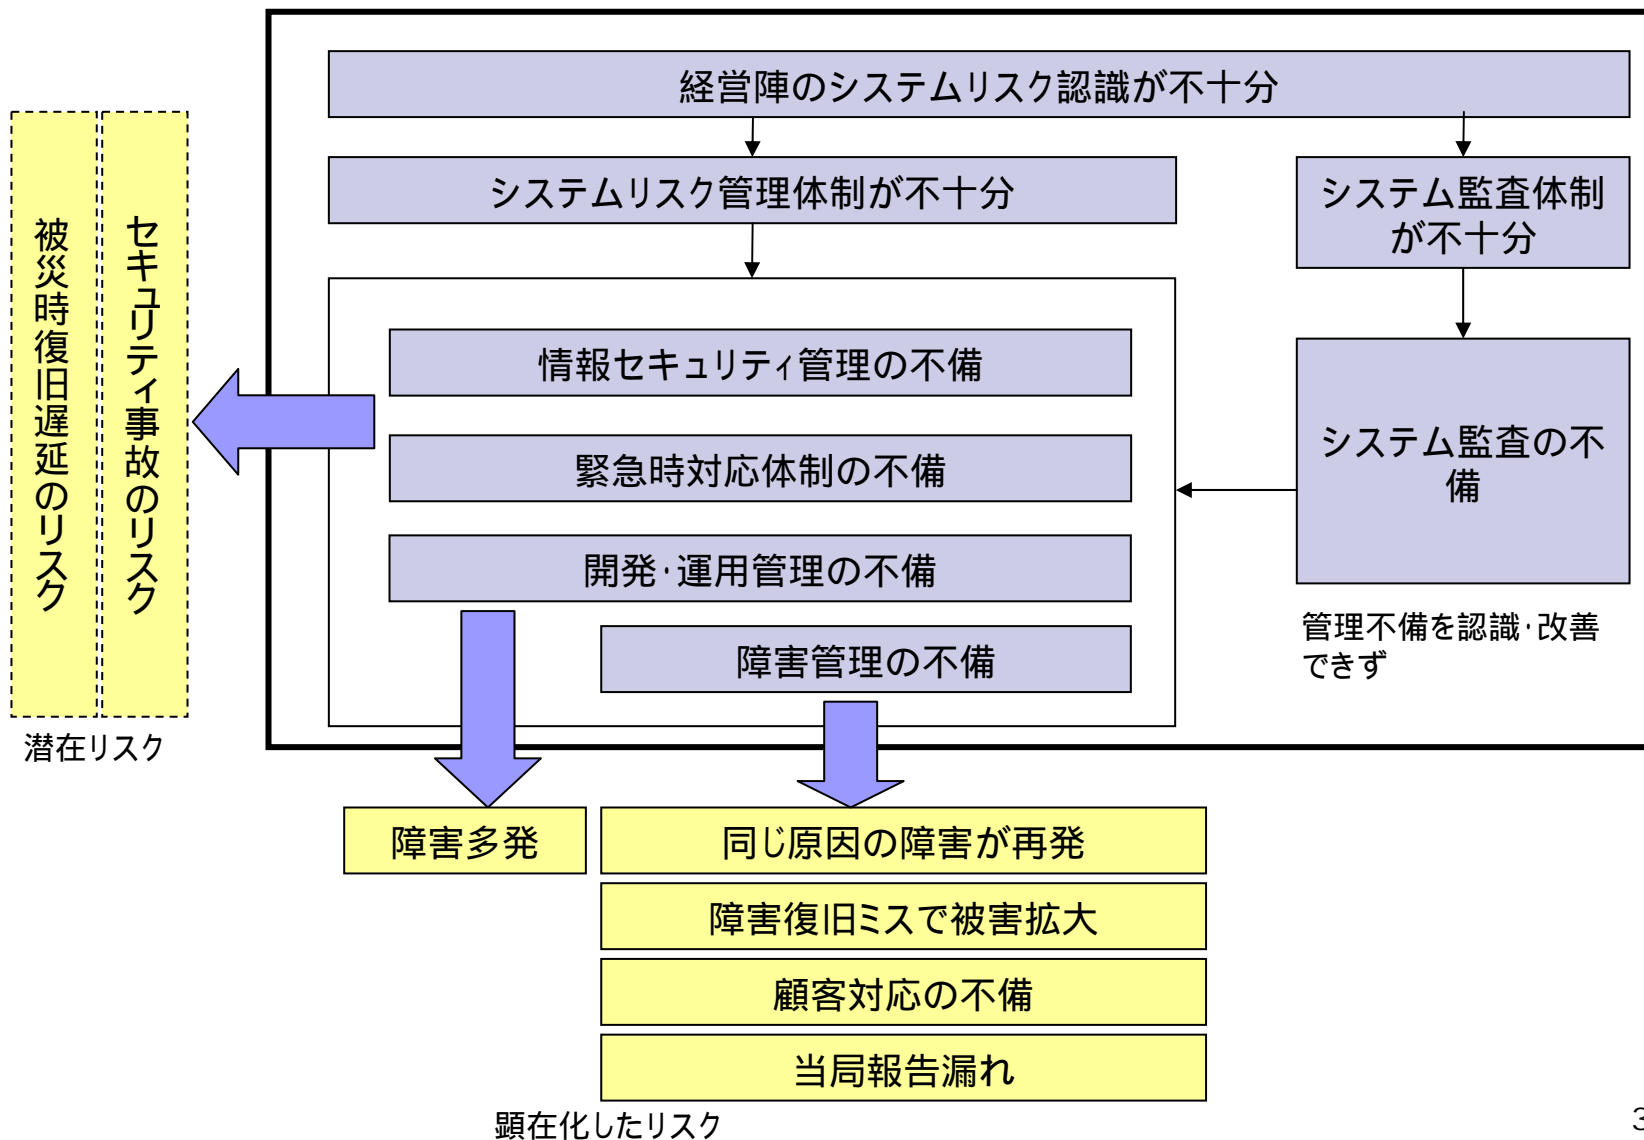 経営陣のシステムリスク認識が不十分
システムリスク管理体制が不十分
システム監査体制
が不十分
情報セキュリティ管理の不備
緊急時対応体制の不備
開発・運用管理の不備
障害管理の不備
システム監査の不
備
管理不備を認識・改善
できず
セキュリティ事故のリスク
被災時復旧遅延のリスク
潜在リスク
障害多発
同じ原因の障害が再発
障害復旧ミスで被害拡大
顧客対応の不備
当局報告漏れ
顕在化したリスク
3